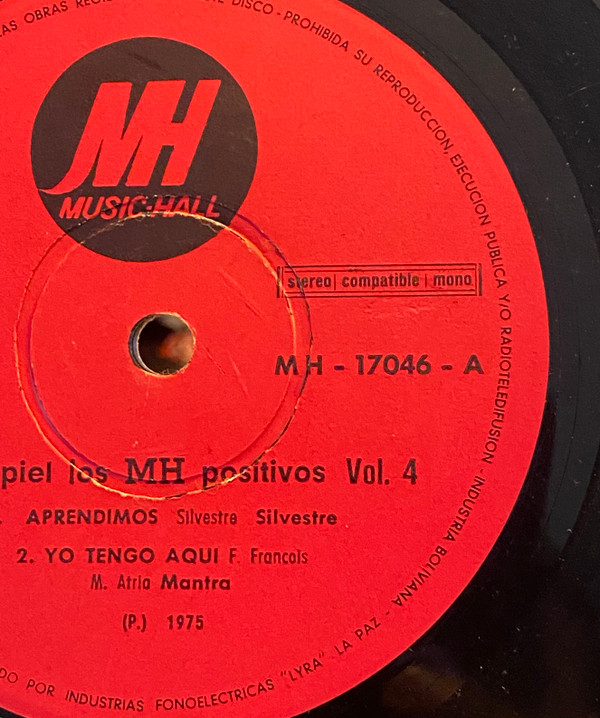 OBRAS
DISCO - PROHIBIDA SU REPRODUCCION, EJECUCION PUBLICA Y/O RADIOTELEDIFUSION - INDUSTRIA BOLIVIANA
MH
MUSIC-HALL
stereo | compatible | mono
MH - 17046 - A
piel los MH positivos Vol. 4
APRENDIMOS Silvestre Silvestre
2. YO TENGO AQUI F. Francois
M. Atria Mantra
(P.) 1975
DO POR INDUSTRIAS FONOELECTRICAS "LYRA" LA PAZ -